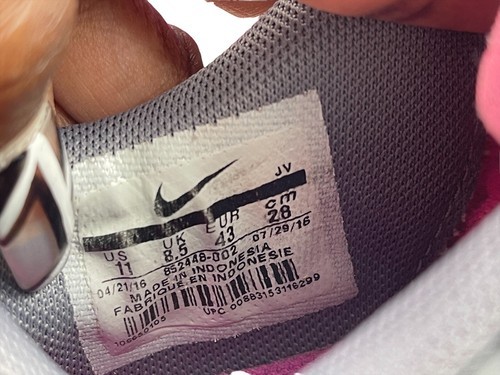 JV
US UK EUR cm
11 8.5 43 28
852448-002 07/29/16
04/21/16
MADE IN INDONESIA
FABRIQUE EN INDONESIE
UPC 00883153116299